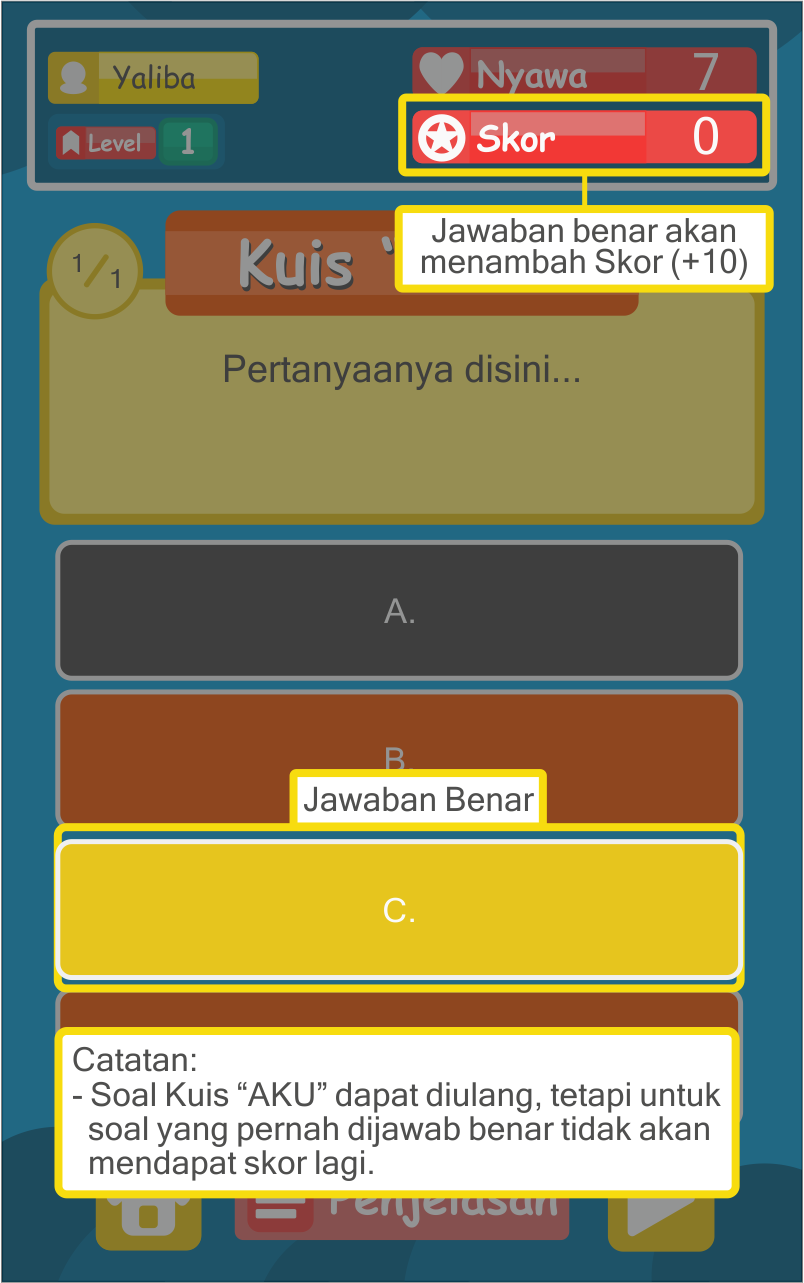 Yaliba
Nyawa 7
Level 1
Skor 0
Jawaban benar akan
menambah Skor (+10)
1/1
Kuis “
Pertanyaanya disini...
A.
B.
Jawaban Benar
C.
Catatan:
- Soal Kuis “AKU” dapat diulang, tetapi untuk
soal yang pernah dijawab benar tidak akan
mendapat skor lagi.
Penjelasan